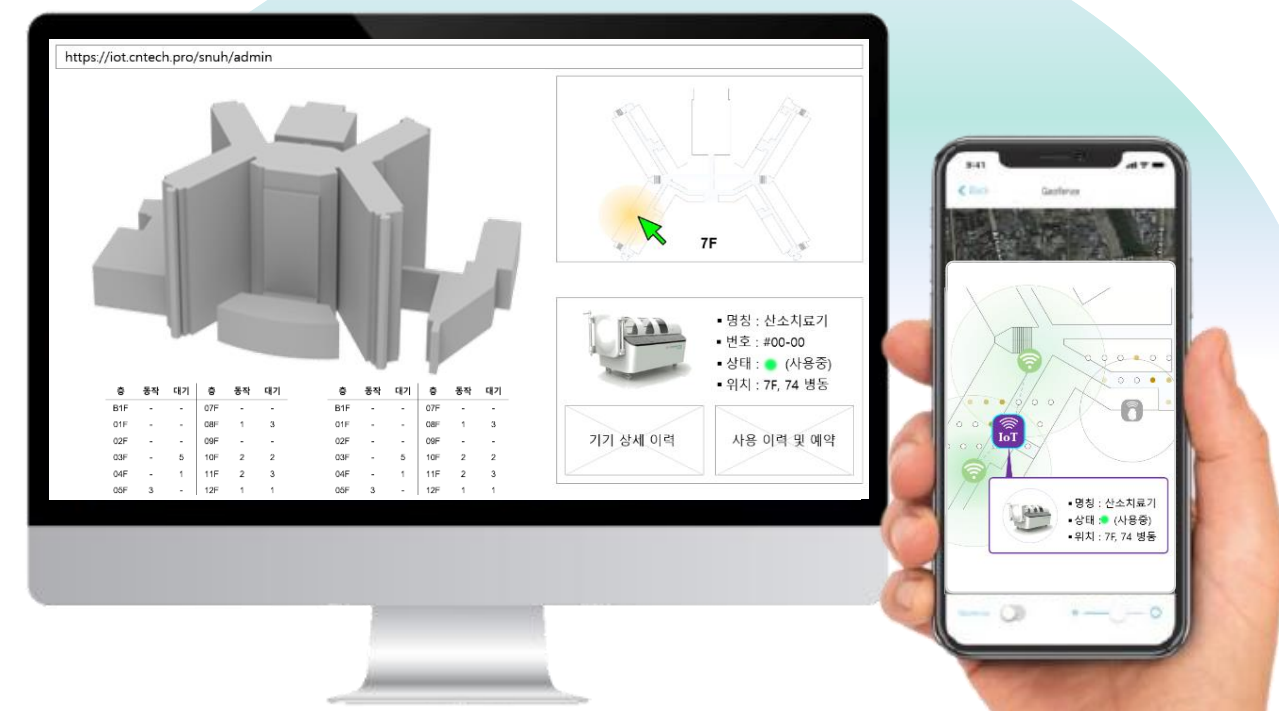 https://iot.cntech.pro/snuh/admin
7F
▪ 명칭 : 산소치료기
▪ 번호 : #00-00
▪ 상태 : (사용중)
▪ 위치 : 7F, 74 병동
기기 상세 이력
사용 이력 및 예약
층 동작 대기 층 동작 대기
B1F - - 07F - -
01F - - 08F 1 3
02F - - 09F - -
03F - 5 10F 2 2
04F - 1 11F 2 3
05F 3 - 12F 1 1
층 동작 대기 층 동작 대기
B1F - - 07F - -
01F - - 08F 1 3
02F - - 09F - -
03F - 5 10F 2 2
04F - 1 11F 2 3
05F 3 - 12F 1 1
9:41
Back
Geofence
IoT
▪ 명칭 : 산소치료기
▪ 상태 : (사용중)
▪ 위치 : 7F, 74 병동